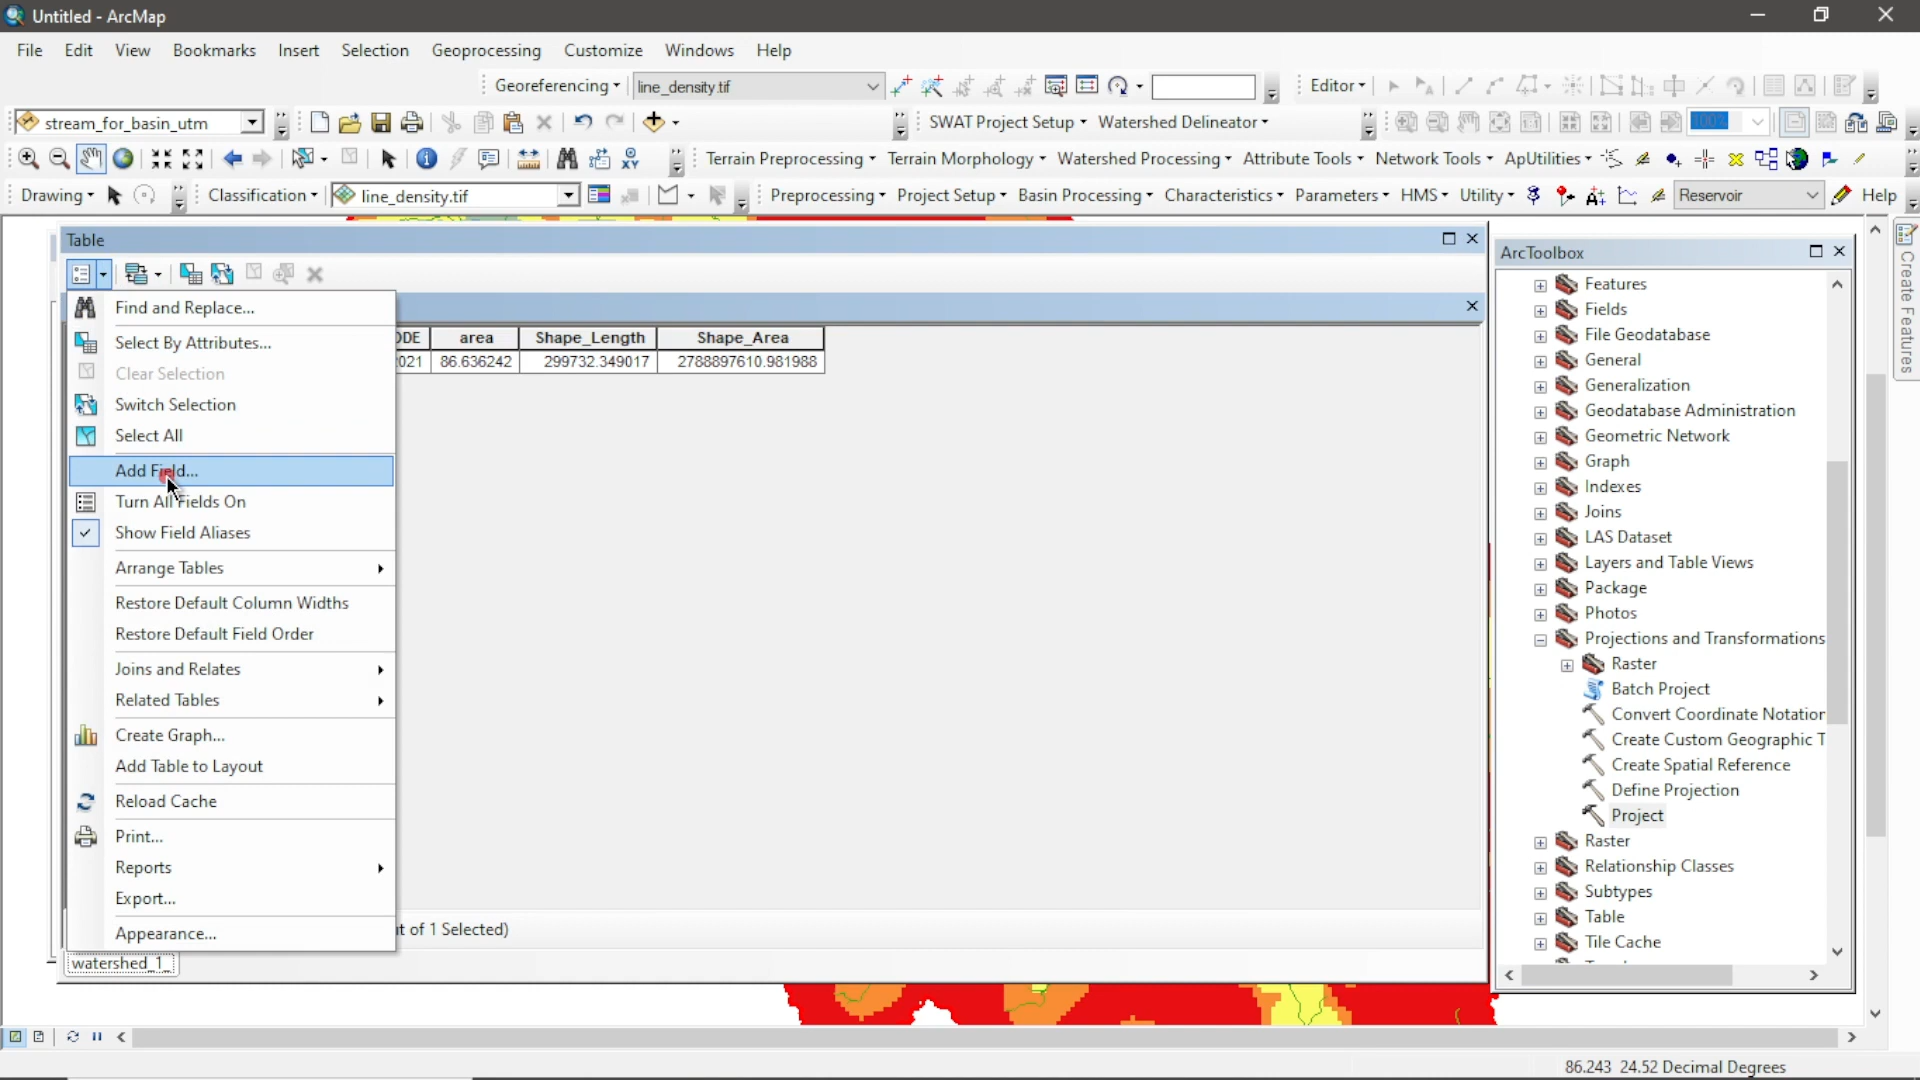 Untitled - ArcMap
File Edit View Bookmarks Insert Selection Geoprocessing Customize Windows Help
Georeferencing line_density.tif Editor
stream_for_basin_utm SWAT Project Setup Watershed Delineator 100%
Terrain Preprocessing Terrain Morphology Watershed Processing Attribute Tools Network Tools ApUtilities
Drawing Classification line_density.tif Preprocessing Project Setup Basin Processing Characteristics Parameters HMS Utility Reservoir Help
Table
Find and Replace...
Select By Attributes...
Clear Selection
Switch Selection
Select All
Add Field...
Turn All Fields On
Show Field Aliases
Arrange Tables
Restore Default Column Widths
Restore Default Field Order
Joins and Relates
Related Tables
Create Graph...
Add Table to Layout
Reload Cache
Print...
Reports
Export...
Appearance...
ODE area Shape_Length Shape_Area
021 86.636242 299732.349017 2788897610.981988
t of 1 Selected)
watershed_1_
ArcToolbox
Features
Fields
File Geodatabase
General
Generalization
Geodatabase Administration
Geometric Network
Graph
Indexes
Joins
LAS Dataset
Layers and Table Views
Package
Photos
Projections and Transformations
Raster
Batch Project
Convert Coordinate Notation
Create Custom Geographic T
Create Spatial Reference
Define Projection
Project
Raster
Relationship Classes
Subtypes
Table
Tile Cache
Create Features
86.243 24.52 Decimal Degrees